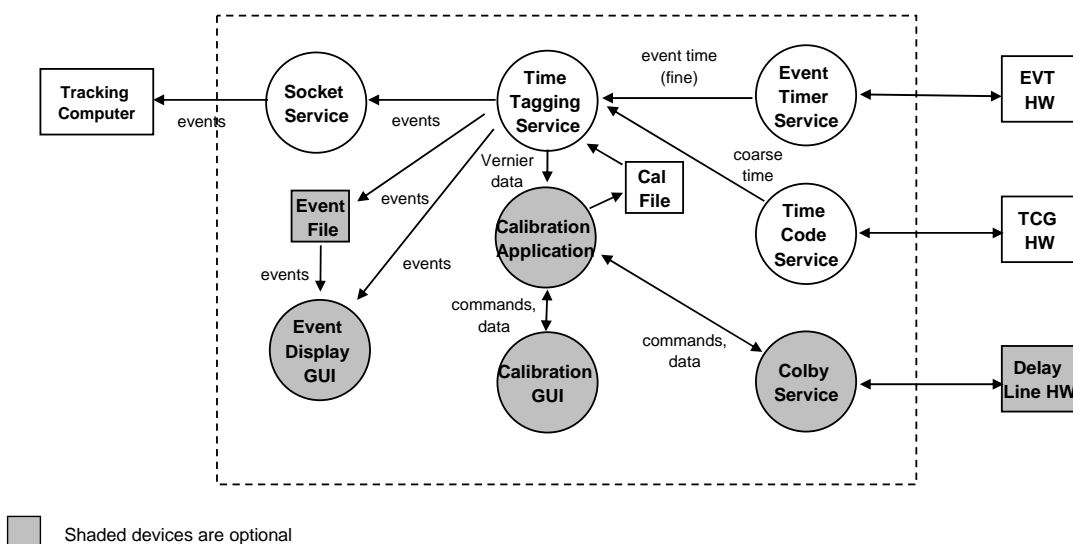 event time
(fine)
Tracking
Computer
events
Socket
Service
events
Time
Tagging
Service
Event
Timer
Service
EVT
HW
Vernier
data
coarse
time
Cal
File
Event
File
events
Calibration
Application
Time
Code
Service
TCG
HW
events
events
commands,
data
commands,
data
Event
Display
GUI
Calibration
GUI
Colby
Service
Delay
Line HW
Shaded devices are optional